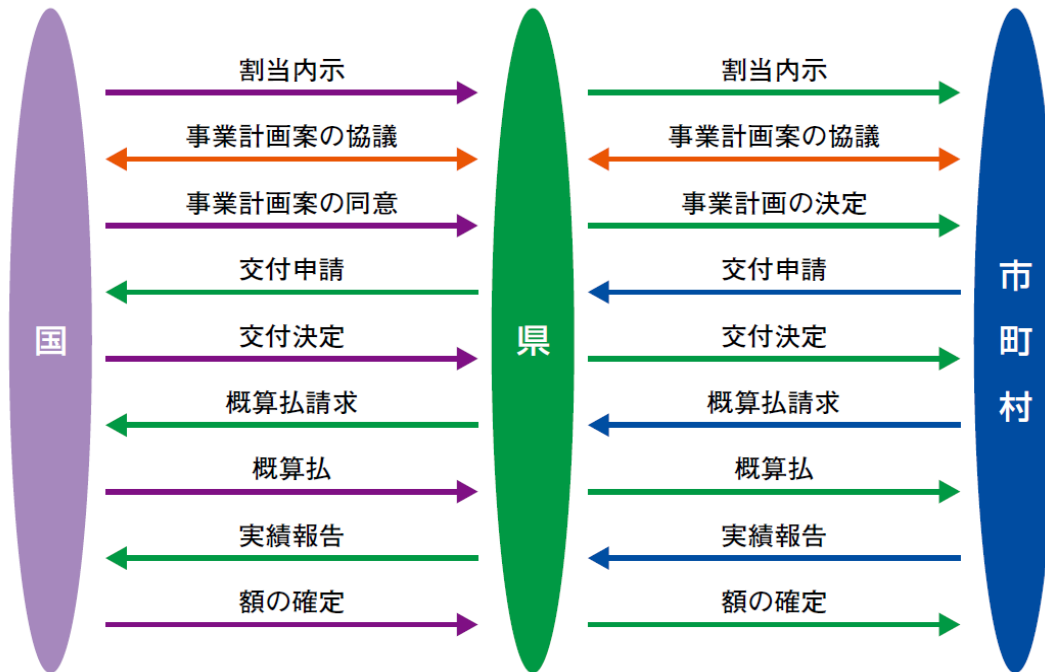 割当内示
割当内示
事業計画案の協議
事業計画案の協議
事業計画案の同意
事業計画の決定
交付申請
交付申請
国
交付決定
県
交付決定
市町村
概算払請求
概算払請求
概算払
概算払
実績報告
実績報告
額の確定
額の確定